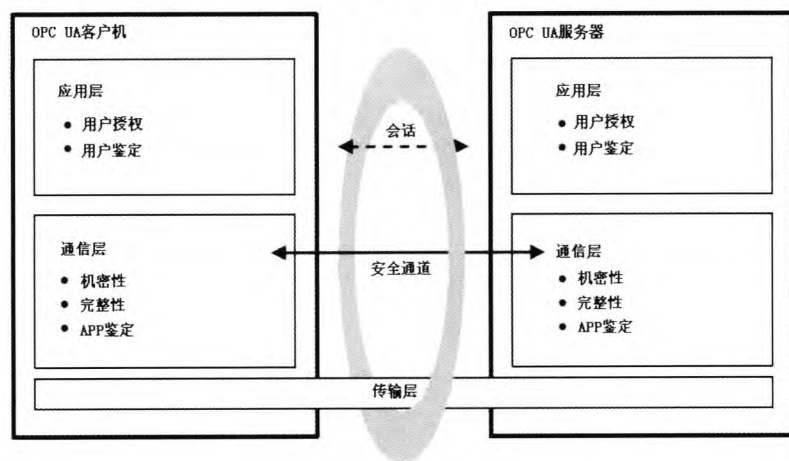 OPC UA客户机
应用层
● 用户授权
● 用户鉴定
通信层
● 机密性
● 完整性
● APP鉴定
会话
安全通道
传输层
OPC UA服务器
应用层
● 用户授权
● 用户鉴定
通信层
● 机密性
● 完整性
● APP鉴定